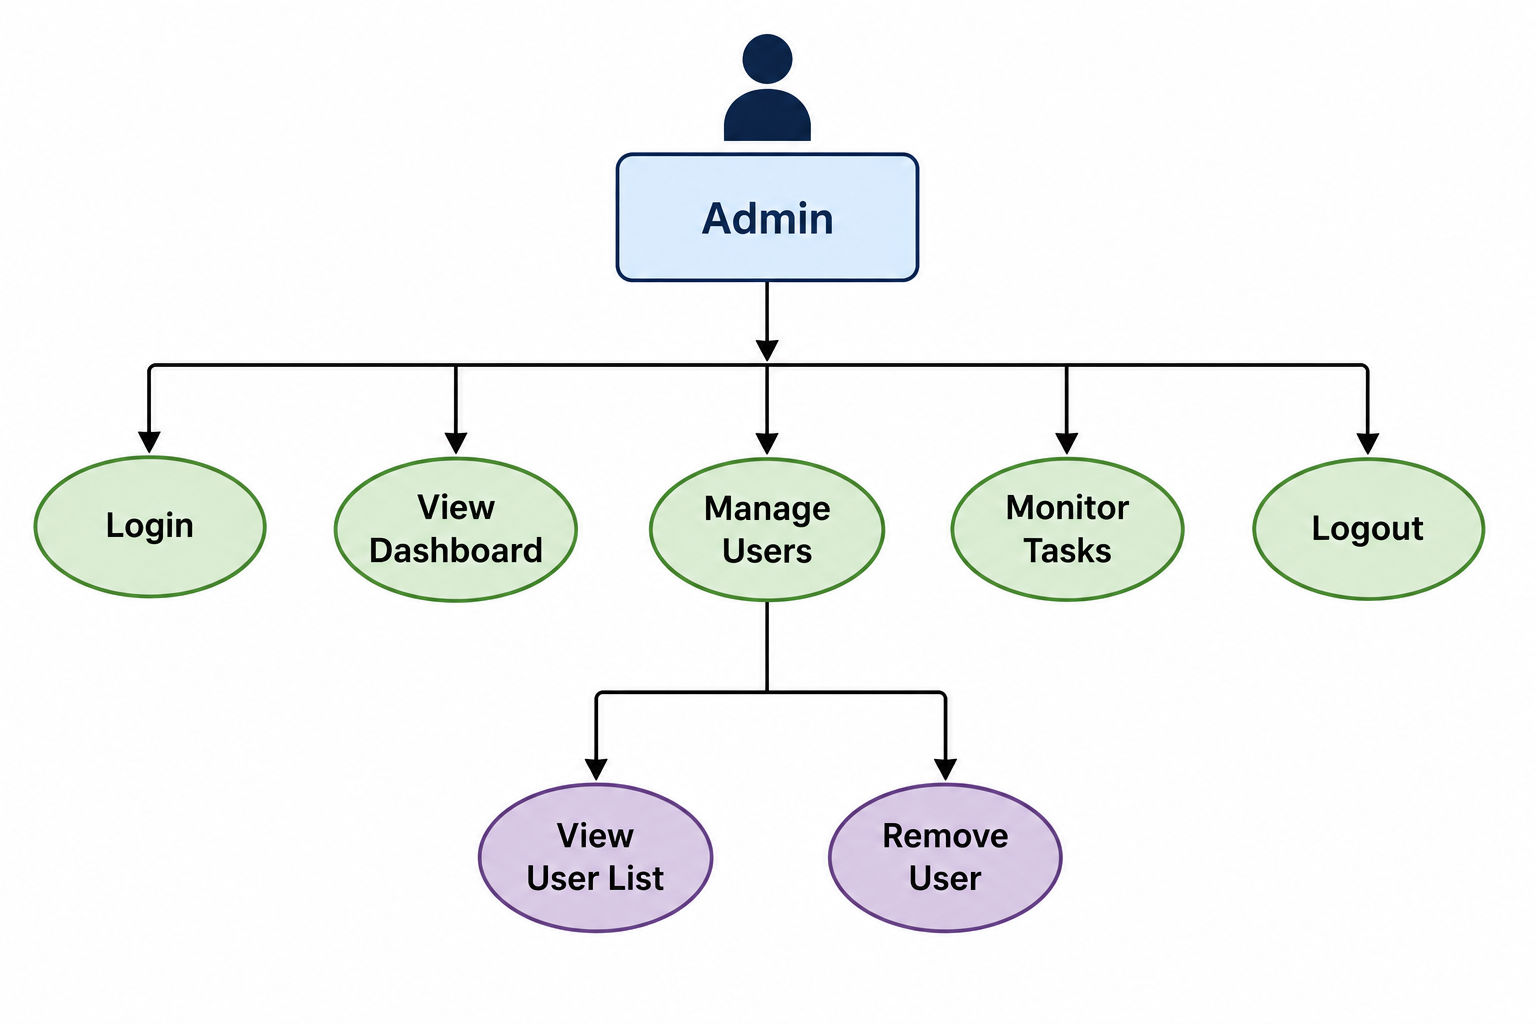 Admin
Login
View
Dashboard
Manage
Users
Monitor
Tasks
Logout
View
User List
Remove
User